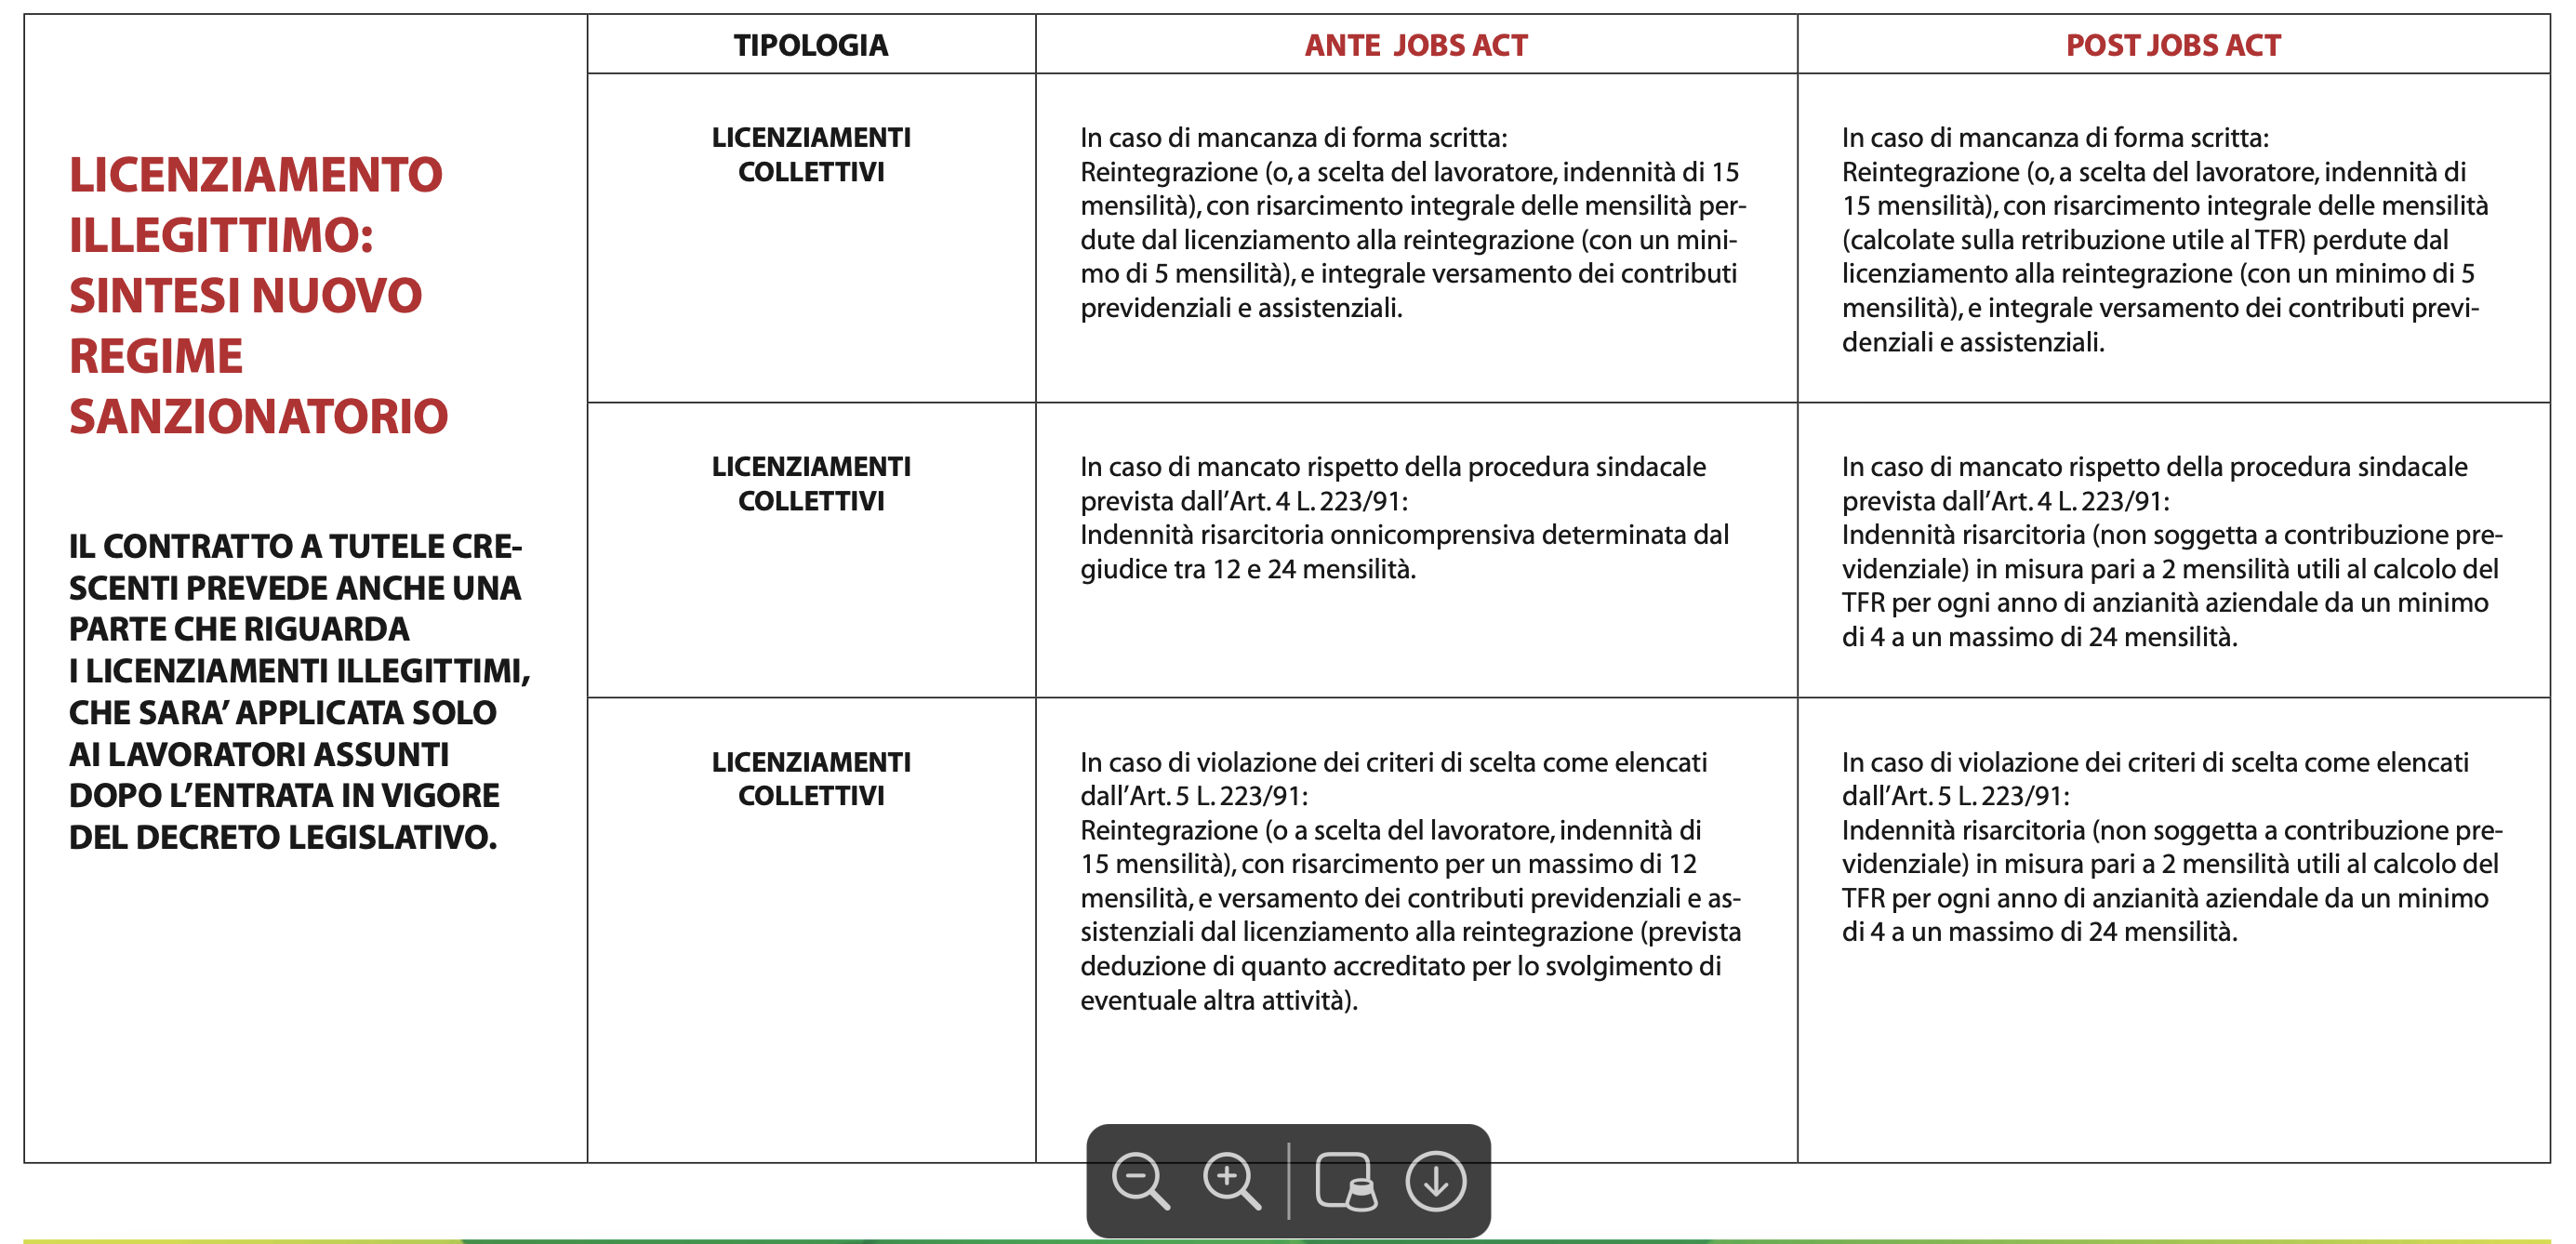 LICENZIAMENTO
ILLEGITTIMO:
SINTESI NUOVO
REGIME
SANZIONATORIO
IL CONTRATTO A TUTELE CRE-
SCENTI PREVEDE ANCHE UNA
PARTE CHE RIGUARDA
I LICENZIAMENTI ILLEGITTIMI,
CHE SARA’ APPLICATA SOLO
AI LAVORATORI ASSUNTI
DOPO L’ENTRATA IN VIGORE
DEL DECRETO LEGISLATIVO.
TIPOLOGIA
ANTE JOBS ACT
POST JOBS ACT
LICENZIAMENTI
COLLETTIVI
In caso di mancanza di forma scritta:
Reintegrazione (o, a scelta del lavoratore, indennità di 15
mensilità), con risarcimento integrale delle mensilità per-
dute dal licenziamento alla reintegrazione (con un mini-
mo di 5 mensilità), e integrale versamento dei contributi
previdenziali e assistenziali.
In caso di mancanza di forma scritta:
Reintegrazione (o, a scelta del lavoratore, indennità di
15 mensilità), con risarcimento integrale delle mensilità
(calcolate sulla retribuzione utile al TFR) perdute dal
licenziamento alla reintegrazione (con un minimo di 5
mensilità), e integrale versamento dei contributi previ-
denziali e assistenziali.
LICENZIAMENTI
COLLETTIVI
In caso di mancato rispetto della procedura sindacale
prevista dall’Art. 4 L. 223/91:
Indennità risarcitoria onnicomprensiva determinata dal
giudice tra 12 e 24 mensilità.
In caso di mancato rispetto della procedura sindacale
prevista dall’Art. 4 L. 223/91:
Indennità risarcitoria (non soggetta a contribuzione pre-
videnziale) in misura pari a 2 mensilità utili al calcolo del
TFR per ogni anno di anzianità aziendale da un minimo
di 4 a un massimo di 24 mensilità.
LICENZIAMENTI
COLLETTIVI
In caso di violazione dei criteri di scelta come elencati
dall’Art. 5 L. 223/91:
Reintegrazione (o a scelta del lavoratore, indennità di
15 mensilità), con risarcimento per un massimo di 12
mensilità, e versamento dei contributi previdenziali e as-
sistenziali dal licenziamento alla reintegrazione (prevista
deduzione di quanto accreditato per lo svolgimento di
eventuale altra attività).
In caso di violazione dei criteri di scelta come elencati
dall’Art. 5 L. 223/91:
Indennità risarcitoria (non soggetta a contribuzione pre-
videnziale) in misura pari a 2 mensilità utili al calcolo del
TFR per ogni anno di anzianità aziendale da un minimo
di 4 a un massimo di 24 mensilità.